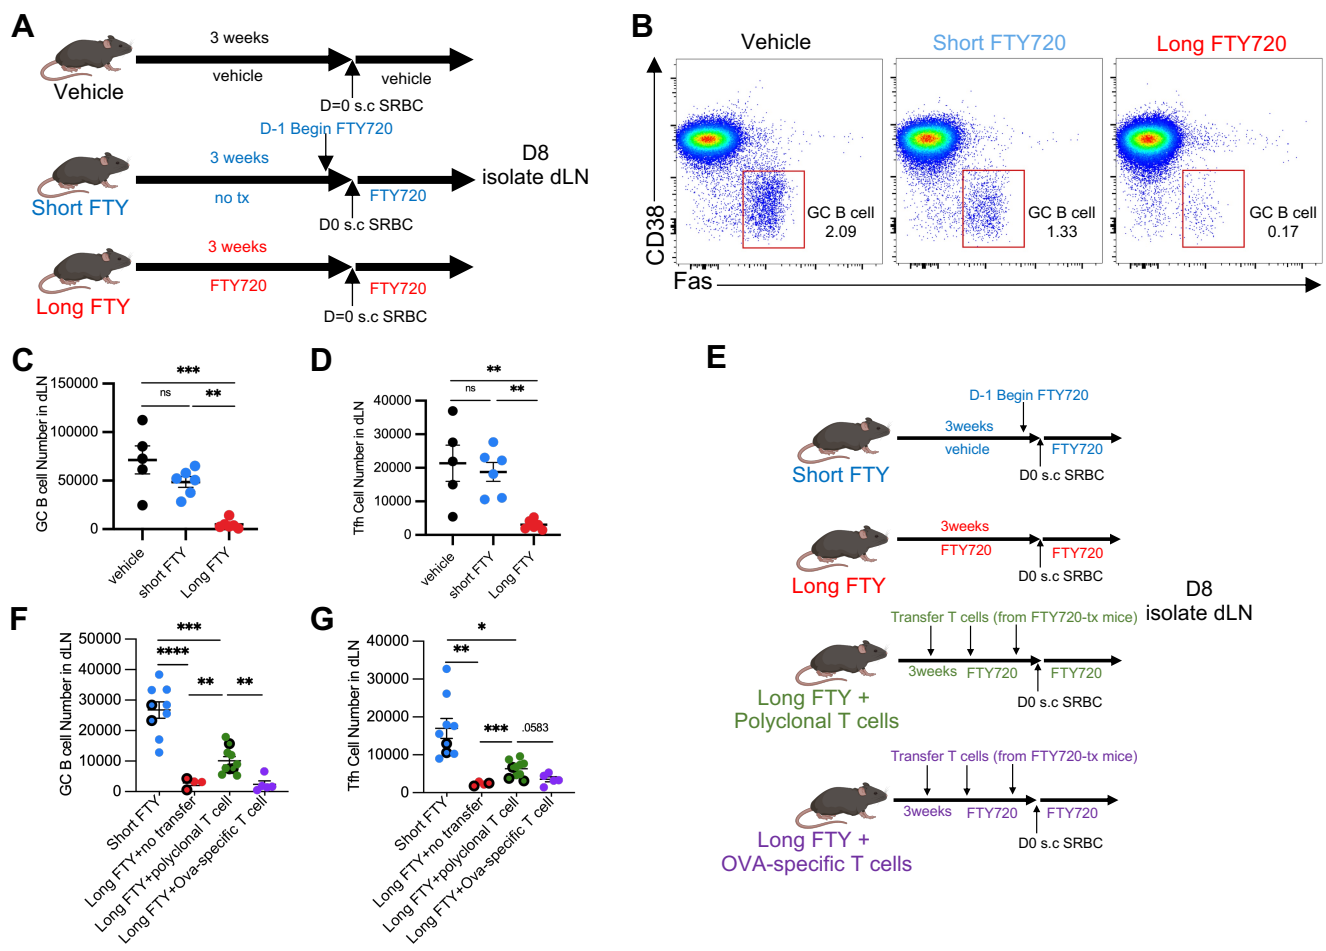 A
3 weeks
vehicle
vehicle
Vehicle
D=0 s.c SRBC
D-1 Begin FTY720
3 weeks
no tx
FTY720
Short FTY
D0 s.c SRBC
D8
isolate dLN
3 weeks
FTY720
FTY720
Long FTY
D=0 s.c SRBC
B
Vehicle
Short FTY720
Long FTY720
CD38
GC B cell
2.09
GC B cell
1.33
GC B cell
0.17
Fas
C
GC B cell Number in dLN
150000
100000
50000
0
***
ns
**
vehicle
short FTY
Long FTY
D
Tfh Cell Number in dLN
40000
30000
20000
10000
0
**
ns
**
vehicle
short FTY
Long FTY
E
D-1 Begin FTY720
3weeks
vehicle
FTY720
Short FTY
D0 s.c SRBC
3weeks
FTY720
FTY720
Long FTY
D0 s.c SRBC
D8
isolate dLN
Transfer T cells (from FTY720-tx mice)
3weeks
FTY720
FTY720
Long FTY +
Polyclonal T cells
D0 s.c SRBC
Transfer T cells (from FTY720-tx mice)
3weeks
FTY720
FTY720
Long FTY +
OVA-specific T cells
D0 s.c SRBC
F
GC B cell Number in dLN
50000
40000
30000
20000
10000
0
***
****
**
**
Short FTY
Long FTY+no transfer
Long FTY+polyclonal T cell
Long FTY+Ova-specific T cell
G
Tfh Cell Number in dLN
40000
30000
20000
10000
0
*
**
***
.0583
Short FTY
Long FTY+no transfer
Long FTY+polyclonal T cell
Long FTY+Ova-specific T cell